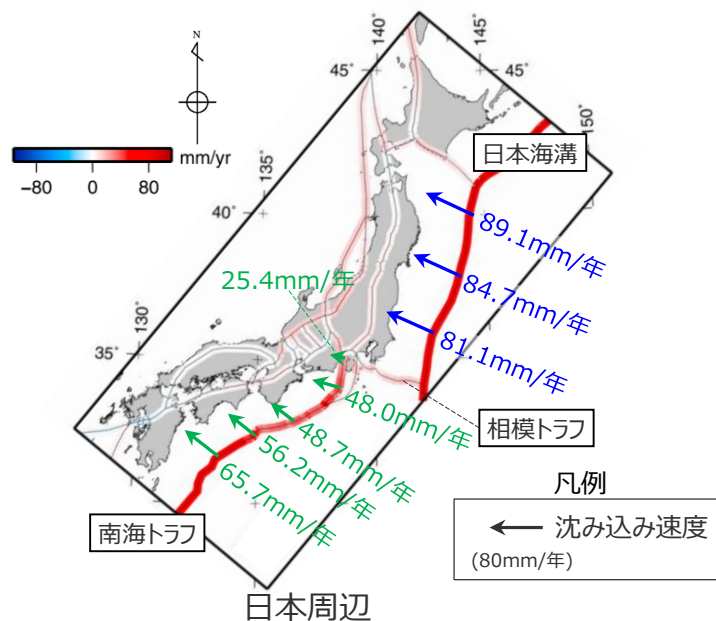 N
140
145
45°
45°
150
mm/yr
−80
0
80
135
日本海溝
40°
89.1mm/年
84.7mm/年
25.4mm/年
130
81.1mm/年
35°
48.0mm/年
相模トラフ
48.7mm/年
56.2mm/年
65.7mm/年
南海トラフ
凡例
沈み込み速度
(80mm/年)
日本周辺